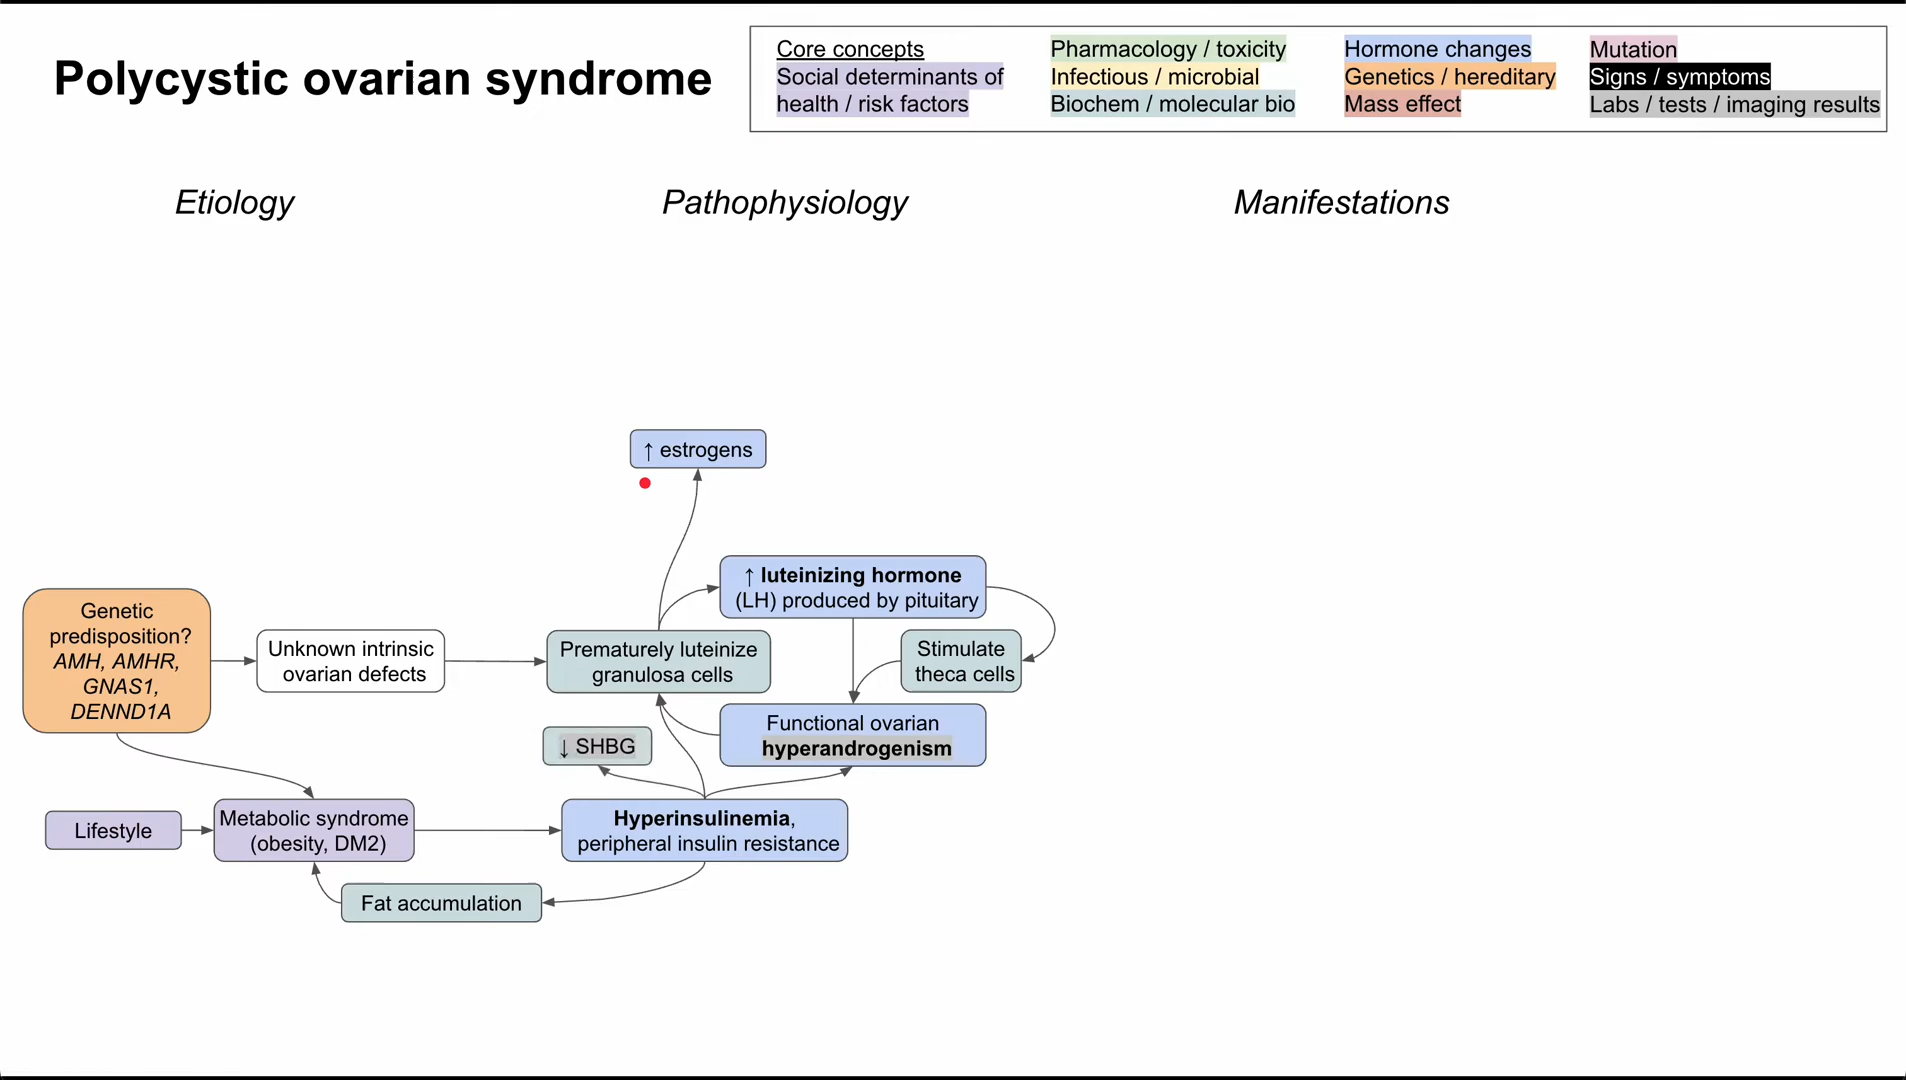 Polycystic ovarian syndrome
Core concepts
Social determinants of
health / risk factors
Pharmacology / toxicity
Infectious / microbial
Biochem / molecular bio
Hormone changes
Genetics / hereditary
Mass effect
Mutation
Signs / symptoms
Labs / tests / imaging results
Etiology
Pathophysiology
Manifestations
↑ estrogens
↑ luteinizing hormone
(LH) produced by pituitary
Genetic
predisposition?
AMH, AMHR,
GNAS1,
DENND1A
Unknown intrinsic
ovarian defects
Prematurely luteinize
granulosa cells
Stimulate
theca cells
↓ SHBG
Functional ovarian
hyperandrogenism
Lifestyle
Metabolic syndrome
(obesity, DM2)
Hyperinsulinemia,
peripheral insulin resistance
Fat accumulation